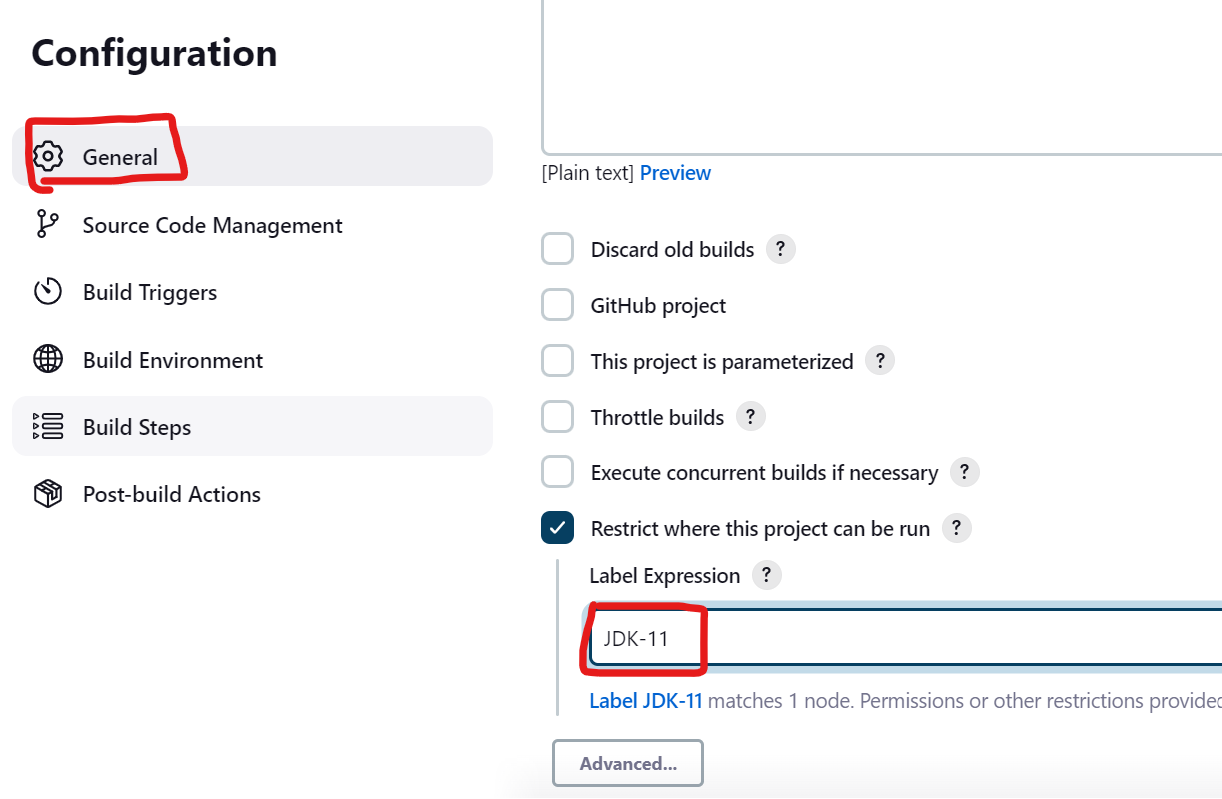 Configuration
General
Source Code Management
Build Triggers
Build Environment
Build Steps
Post-build Actions
[Plain text] Preview
Discard old builds ?
GitHub project
This project is parameterized ?
Throttle builds ?
Execute concurrent builds if necessary ?
Restrict where this project can be run ?
Label Expression ?
JDK-11
Label JDK-11 matches 1 node. Permissions or other restrictions provided
Advanced...